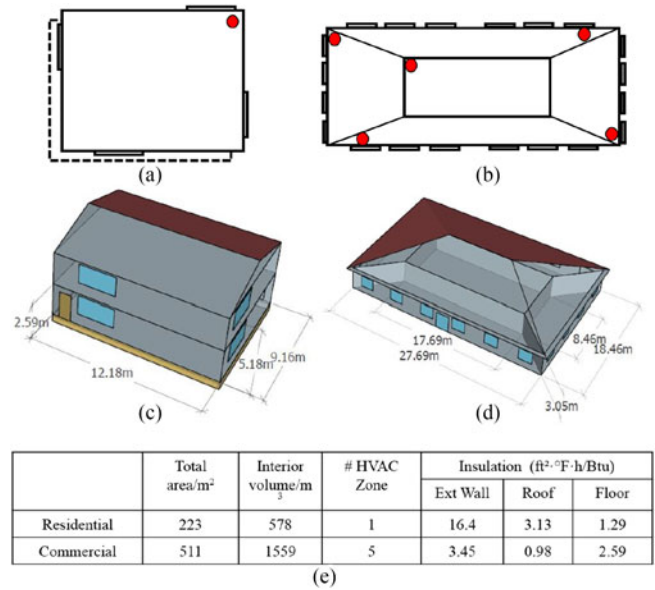 (a)
(b)
2.59m
12.18m
5.18m
9.16m
(c)
17.69m
27.69m
8.46m
18.46m
3.05m
(d)
Total area/m²
Interior volume/m³
# HVAC Zone
Insulation (ft²·°F·h/Btu)
Ext Wall
Roof
Floor
Residential 223 578 1 16.4 3.13 1.29
Commercial 511 1559 5 3.45 0.98 2.59
(e)